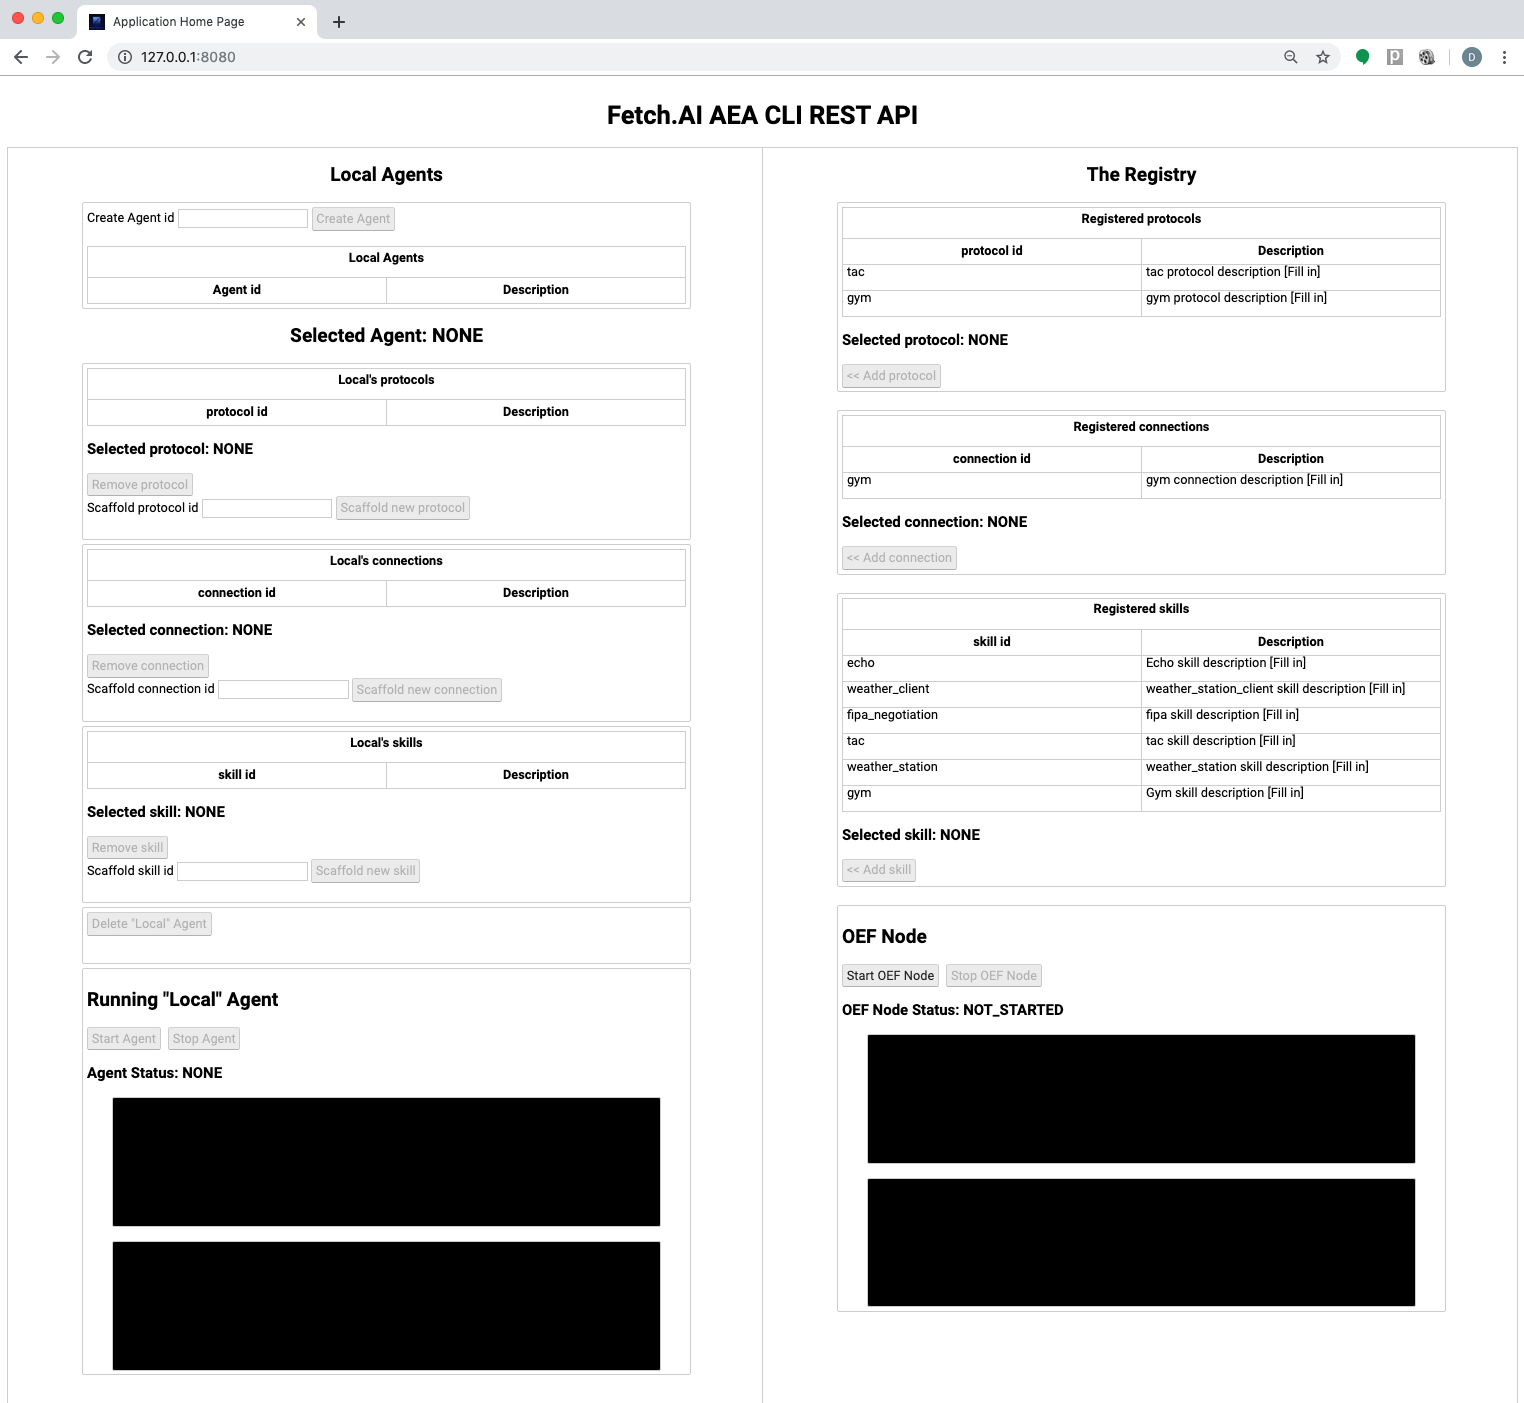 Application Home Page
127.0.0.1:8080
D
Fetch.AI AEA CLI REST API
Local Agents
Create Agent id Create Agent
Local Agents
Agent id Description
Selected Agent: NONE
Local's protocols
protocol id Description
Selected protocol: NONE
Remove protocol
Scaffold protocol id Scaffold new protocol
Local's connections
connection id Description
Selected connection: NONE
Remove connection
Scaffold connection id Scaffold new connection
Local's skills
skill id Description
Selected skill: NONE
Remove skill
Scaffold skill id Scaffold new skill
Delete "Local" Agent
Running "Local" Agent
Start Agent Stop Agent
Agent Status: NONE
The Registry
Registered protocols
protocol id Description
tac tac protocol description [Fill in]
gym gym protocol description [Fill in]
Selected protocol: NONE
<< Add protocol
Registered connections
connection id Description
gym gym connection description [Fill in]
Selected connection: NONE
<< Add connection
Registered skills
skill id Description
echo Echo skill description [Fill in]
weather_client weather_station_client skill description [Fill in]
fipa_negotiation fipa skill description [Fill in]
tac tac skill description [Fill in]
weather_station weather_station skill description [Fill in]
gym Gym skill description [Fill in]
Selected skill: NONE
<< Add skill
OEF Node
Start OEF Node Stop OEF Node
OEF Node Status: NOT_STARTED